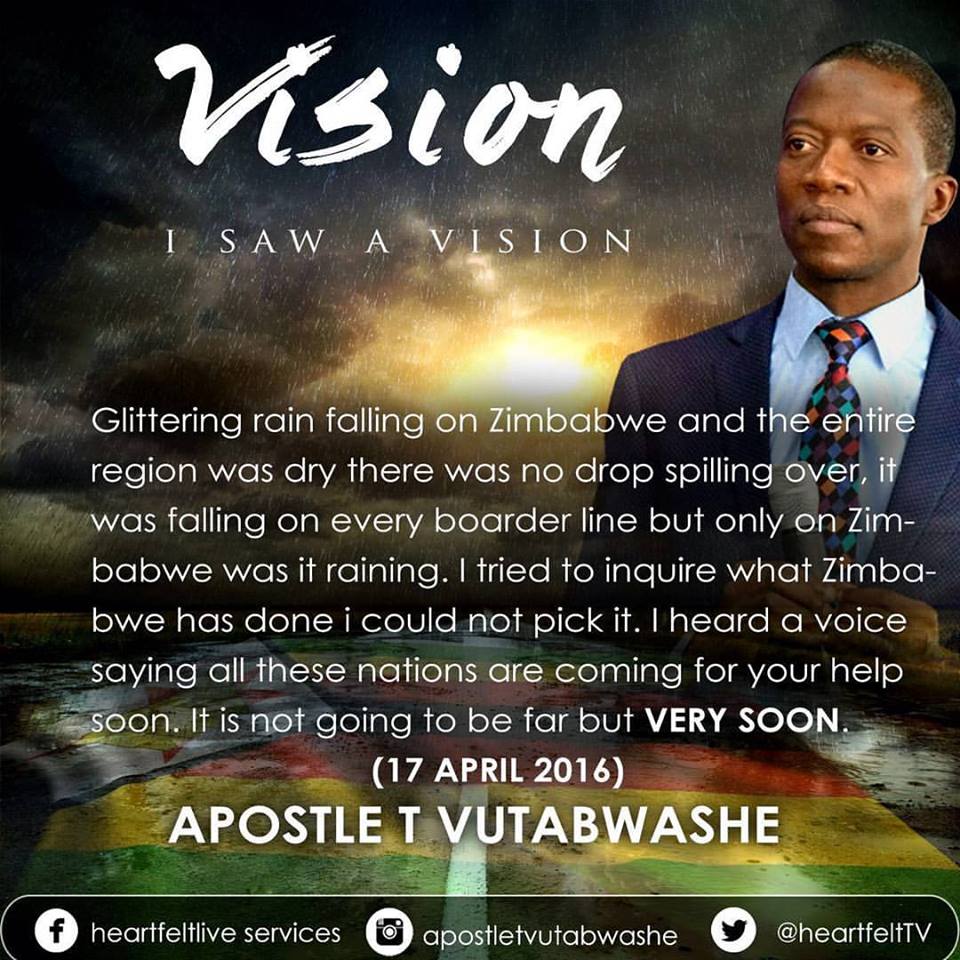 Vision
I SAW A VISION
Glittering rain falling on Zimbabwe and the entire
region was dry there was no drop spilling over, it
was falling on every boarder line but only on Zim-
babwe was it raining. I tried to inquire what Zimba-
bwe has done i could not pick it. I heard a voice
saying all these nations are coming for your help
soon. It is not going to be far but VERY SOON.
(17 APRIL 2016)
APOSTLE T VUTABWASHE
heartfeltlive services apostletvutabwashe @heartfeltTV